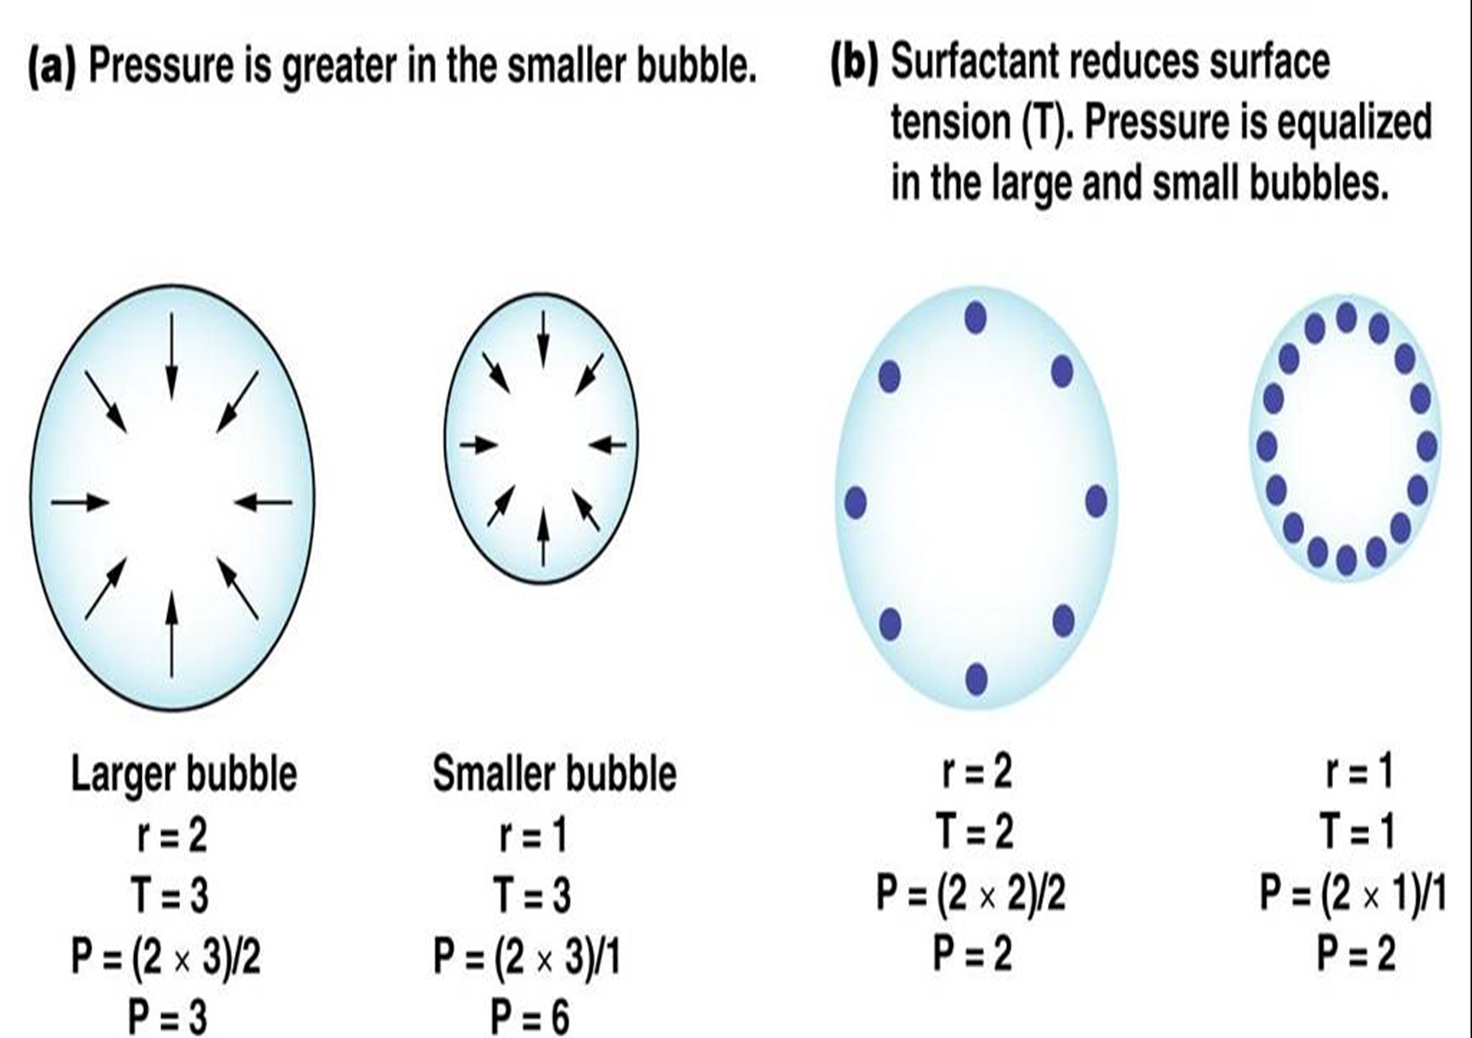 (a) Pressure is greater in the smaller bubble.
(b) Surfactant reduces surface
tension (T). Pressure is equalized
in the large and small bubbles.
Larger bubble
r = 2
T = 3
P = (2 × 3)/2
P = 3
Smaller bubble
r = 1
T = 3
P = (2 × 3)/1
P = 6
r = 2
T = 2
P = (2 × 2)/2
P = 2
r = 1
T = 1
P = (2 × 1)/1
P = 2